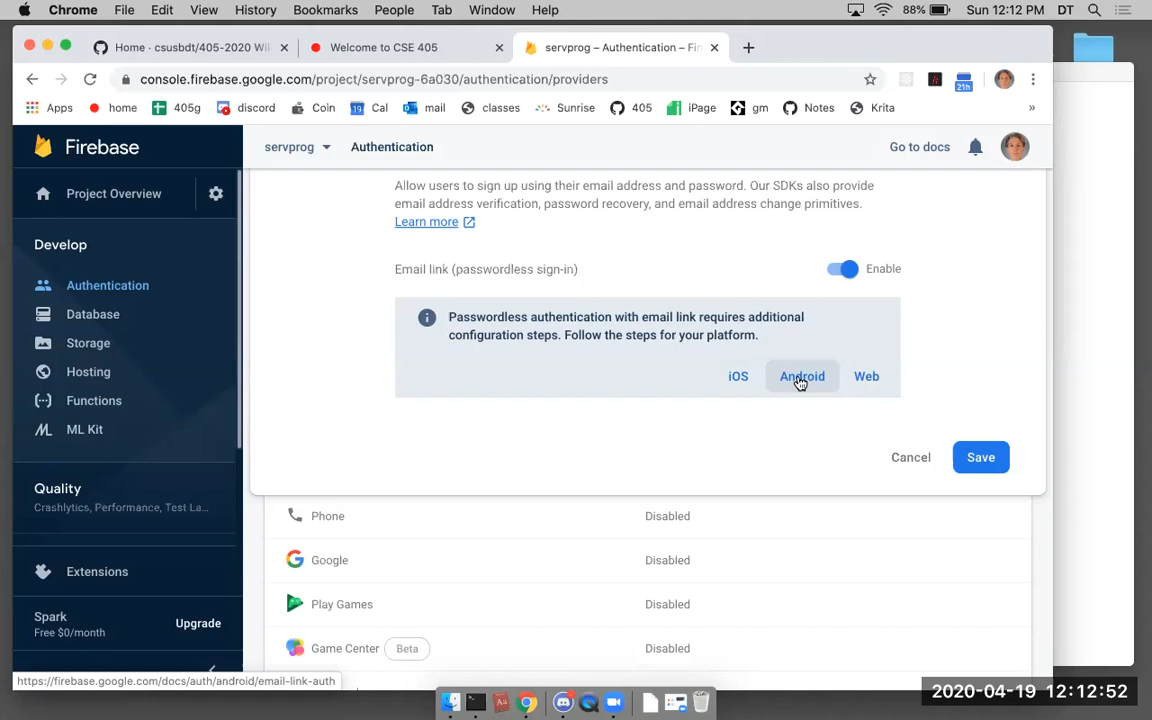 Chrome File Edit View History Bookmarks People Tab Window Help 88% Sun 12:12 PM DT
Home · csusbdt/405-2020 Wi Welcome to CSE 405 servprog – Authentication – Fir
console.firebase.google.com/project/servprog-6a030/authentication/providers
21h
Apps home 405g discord Coin 19 Cal mail classes Sunrise 405 iPage gm Notes Krita »
Firebase servprog Authentication Go to docs
Project Overview
Develop
Authentication
Database
Storage
Hosting
Functions
ML Kit
Quality
Crashlytics, Performance, Test La...
Extensions
Spark
Free $0/month
Upgrade
Allow users to sign up using their email address and password. Our SDKs also provide
email address verification, password recovery, and email address change primitives.
Learn more
Email link (passwordless sign-in) Enable
Passwordless authentication with email link requires additional
configuration steps. Follow the steps for your platform.
iOS Android Web
Cancel Save
Phone Disabled
Google Disabled
Play Games Disabled
Game Center Beta Disabled
https://firebase.google.com/docs/auth/android/email-link-auth
2020-04-19 12:12:52